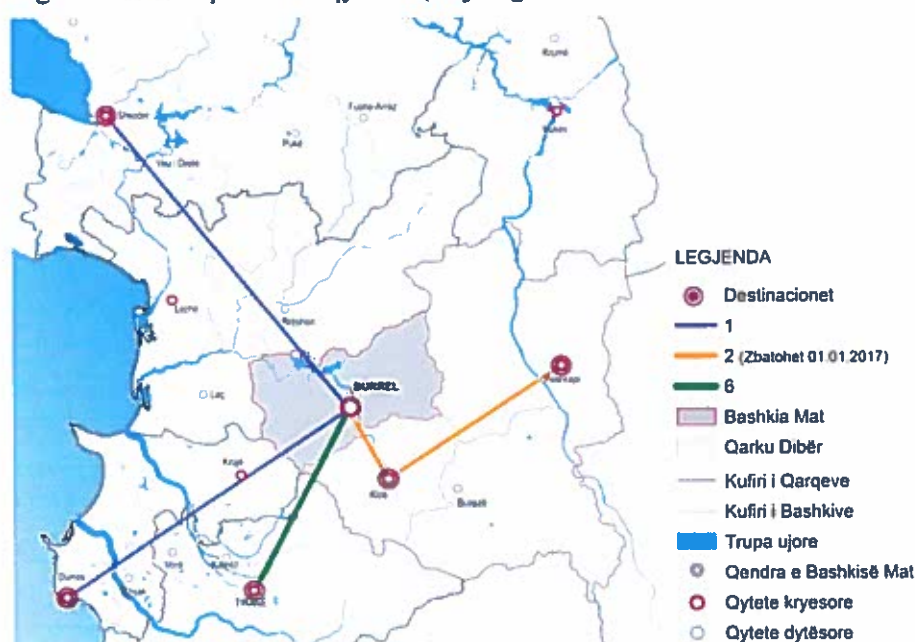 Krumë
Shkodër
Fushë-Arrëz
Pukë
Kukës
Vau i Dejës
Lezhë
Rrëshen
BURREL
Laç
Peshkopi
Krujë
Klos
Bulqizë
Durrës
Tiranë
LEGJENDA
Destinacionet
1
2 (Zbatohet 01.01.2017)
6
Bashkia Mat
Qarku Dibër
Kufiri i Qarqeve
Kufiri i Bashkive
Trupa ujore
Qendra e Bashkisë Mat
Qytete kryesore
Qytete dytësore